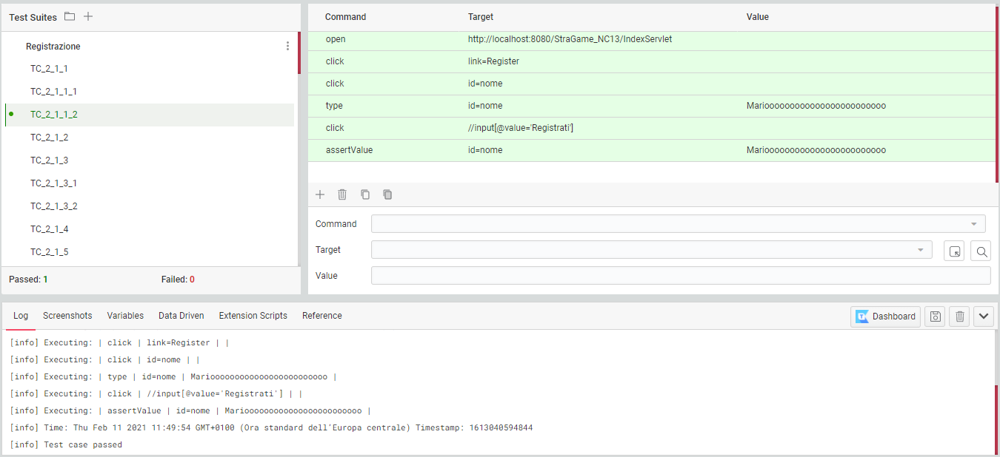 Test Suites
Registrazione
TC_2_1_1
TC_2_1_1_1
TC_2_1_1_2
TC_2_1_2
TC_2_1_3
TC_2_1_3_1
TC_2_1_3_2
TC_2_1_4
TC_2_1_5
Passed: 1 Failed: 0
Command Target Value
open http://localhost:8080/StraGame_NC13/IndexServlet
click link=Register
click id=nome
type id=nome Mariooooooooooooooooooooooooo
click //input[@value='Registrati']
assertValue id=nome Mariooooooooooooooooooooooooo
Command
Target
Value
Log Screenshots Variables Data Driven Extension Scripts Reference Dashboard
[info] Executing: | click | link=Register | |
[info] Executing: | click | id=nome | |
[info] Executing: | type | id=nome | Mariooooooooooooooooooooooooo |
[info] Executing: | click | //input[@value='Registrati'] | |
[info] Executing: | assertValue | id=nome | Mariooooooooooooooooooooooooo |
[info] Time: Thu Feb 11 2021 11:49:54 GMT+0100 (Ora standard dell'Europa centrale) Timestamp: 1613040594844
[info] Test case passed